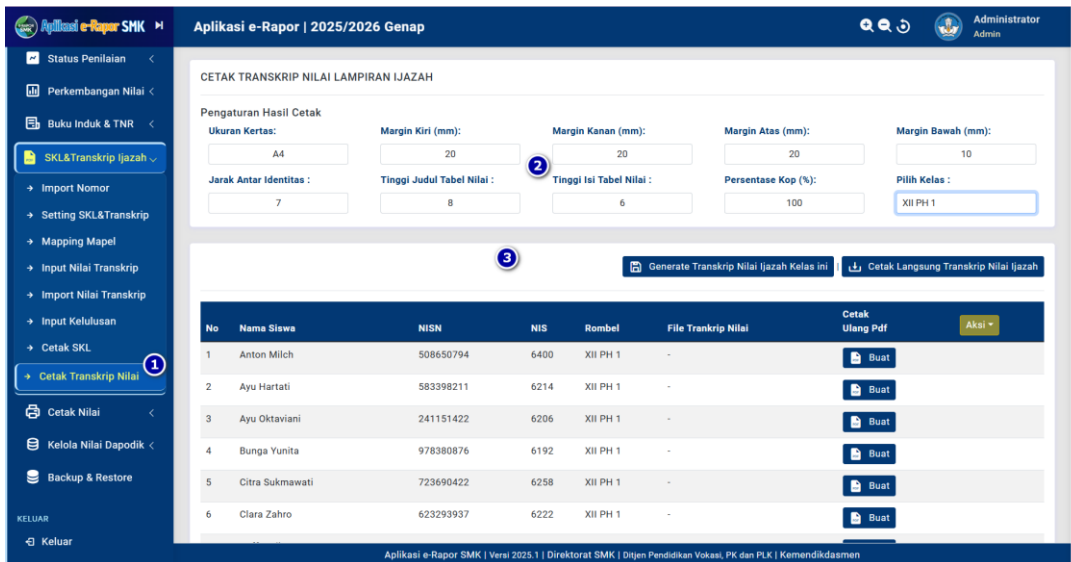 Aplikasi e-Rapor SMK
Aplikasi e-Rapor | 2025/2026 Genap
Administrator
Admin
Status Penilaian
Perkembangan Nilai
Buku Induk & TNR
SKL&Transkrip Ijazah
Import Nomor
Setting SKL&Transkrip
Mapping Mapel
Input Nilai Transkrip
Import Nilai Transkrip
Input Kelulusan
Cetak SKL
Cetak Transkrip Nilai
1
Cetak Nilai
Kelola Nilai Dapodik
Backup & Restore
KELUAR
Keluar
CETAK TRANSKRIP NILAI LAMPIRAN IJAZAH
Pengaturan Hasil Cetak
Ukuran Kertas: Margin Kiri (mm): Margin Kanan (mm): Margin Atas (mm): Margin Bawah (mm):
A4 20 20 20 10
2
Jarak Antar Identitas : Tinggi Judul Tabel Nilai : Tinggi Isi Tabel Nilai : Persentase Kop (%): Pilih Kelas :
7 8 6 100 XII PH 1
3
Generate Transkrip Nilai Ijazah Kelas ini | Cetak Langsung Transkrip Nilai Ijazah
No Nama Siswa NISN NIS Rombel File Trankrip Nilai Cetak Ulang Pdf Aksi
1 Anton Milch 508650794 6400 XII PH 1 - Buat
2 Ayu Hartati 583398211 6214 XII PH 1 - Buat
3 Ayu Oktaviani 241151422 6206 XII PH 1 - Buat
4 Bunga Yunita 978380876 6192 XII PH 1 - Buat
5 Citra Sukmawati 723690422 6258 XII PH 1 - Buat
6 Clara Zahro 623293937 6222 XII PH 1 - Buat
Aplikasi e-Rapor SMK | Versi 2025.1 | Direktorat SMK | Ditjen Pendidikan Vokasi, PK dan PLK | Kemendikdasmen